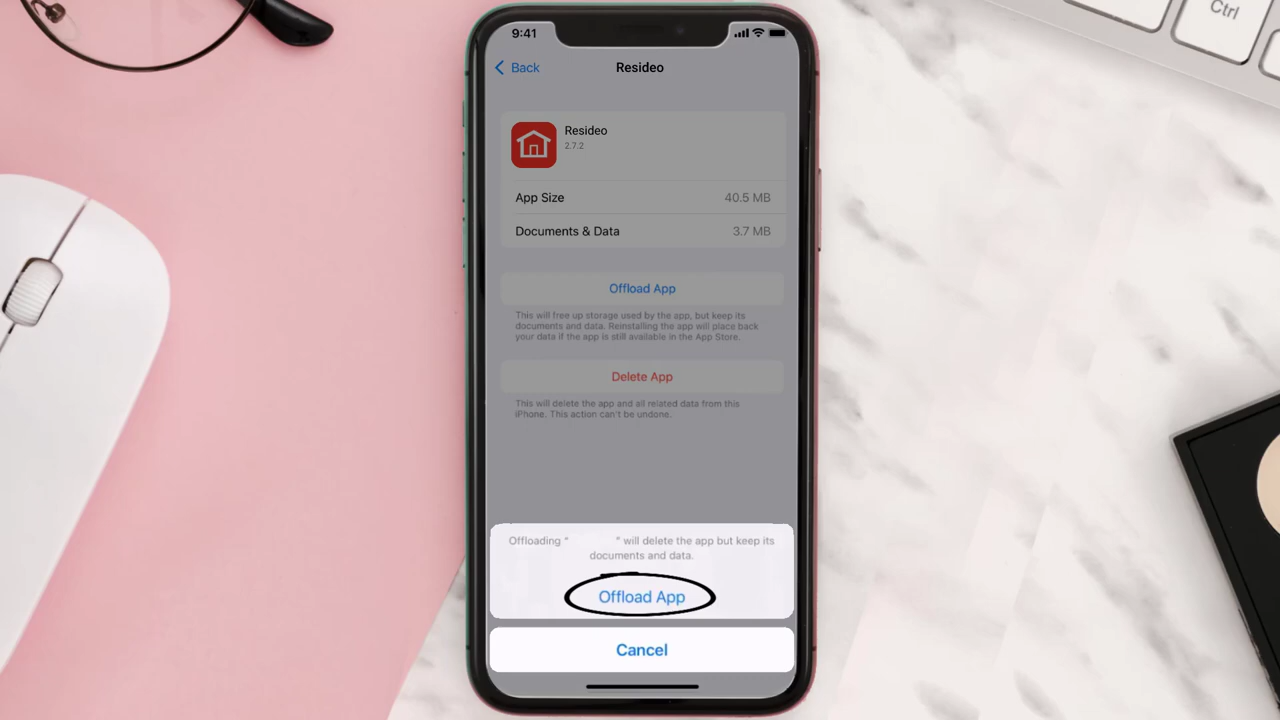 Ctrl
9:41
Back
Resideo
Resideo
2.7.2
App Size 40.5 MB
Documents & Data 3.7 MB
Offload App
This will free up storage used by the app, but keep its
documents and data. Reinstalling the app will place back
your data if the app is still available in the App Store.
Delete App
This will delete the app and all related data from this
iPhone. This action can't be undone.
Offloading " " will delete the app but keep its
documents and data.
Offload App
Cancel